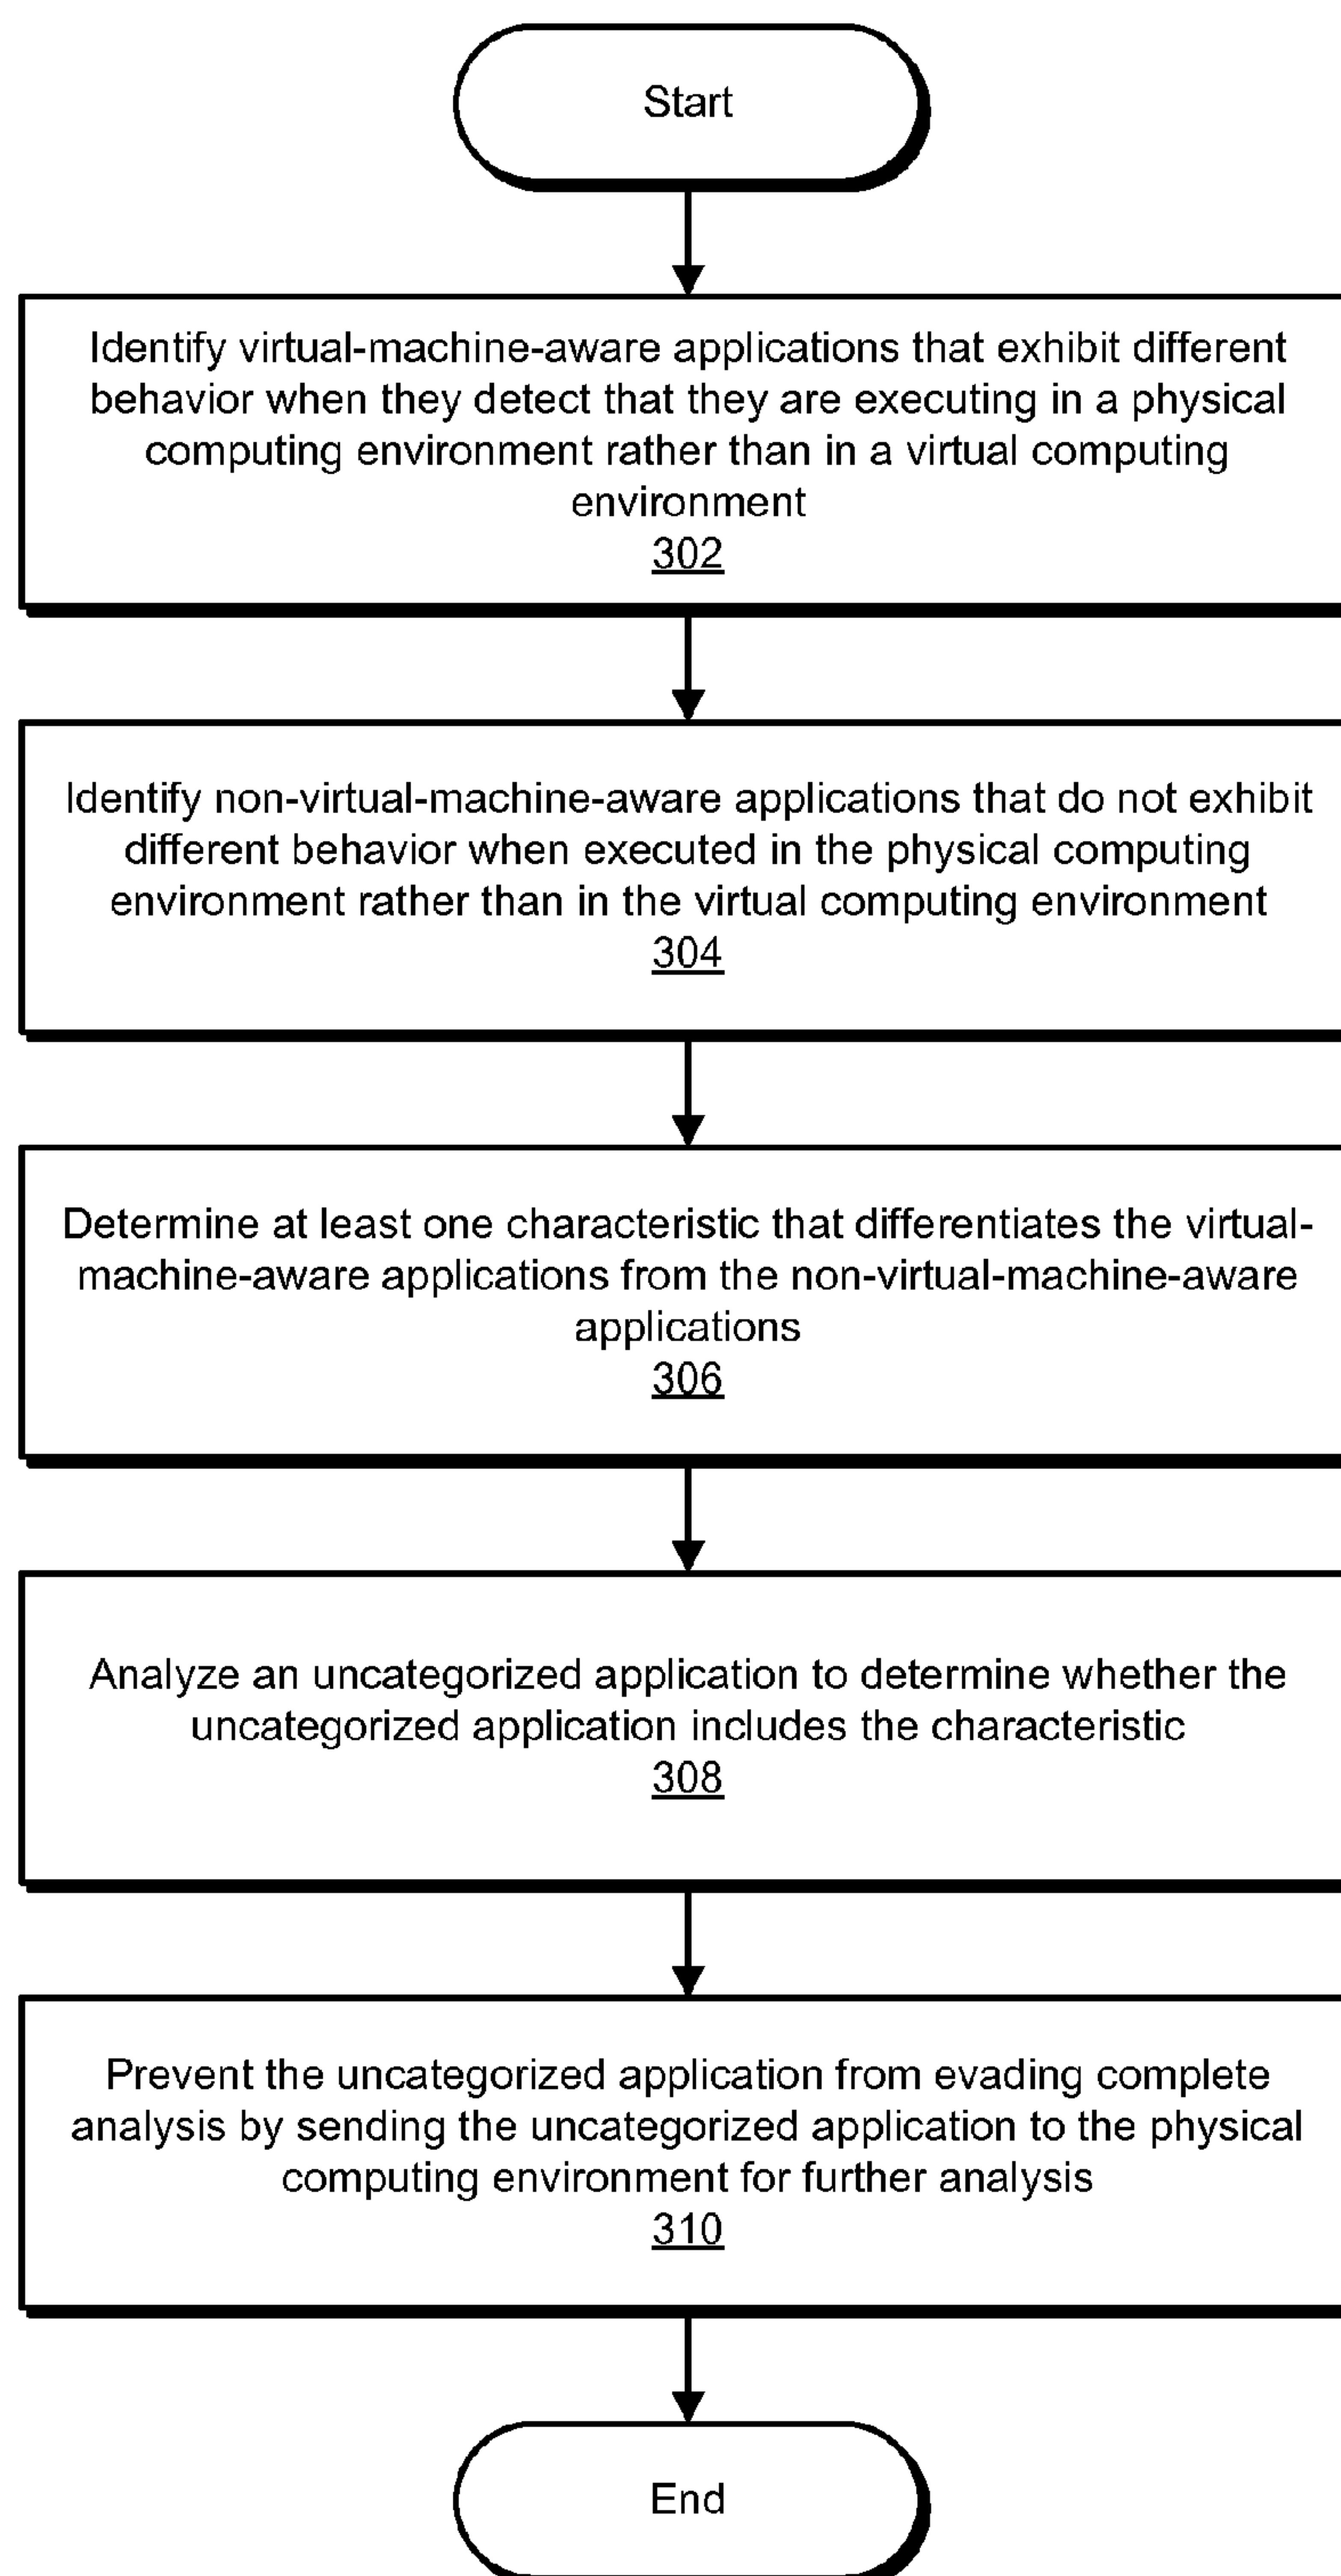 Start
Identify virtual-machine-aware applications that exhibit different
behavior when they detect that they are executing in a physical
computing environment rather than in a virtual computing
environment
302
Identify non-virtual-machine-aware applications that do not exhibit
different behavior when executed in the physical computing
environment rather than in the virtual computing environment
304
Determine at least one characteristic that differentiates the virtual-
machine-aware applications from the non-virtual-machine-aware
applications
306
Analyze an uncategorized application to determine whether the
uncategorized application includes the characteristic
308
Prevent the uncategorized application from evading complete
analysis by sending the uncategorized application to the physical
computing environment for further analysis
310
End